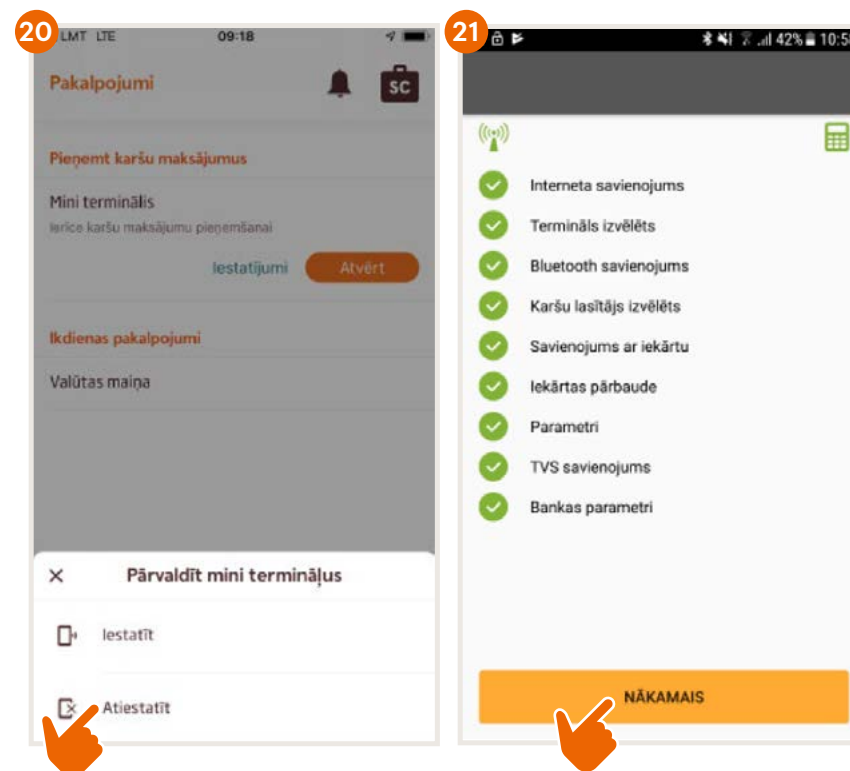 20
LMT LTE 09:18
Pakalpojumi
SC
Pieņemt karšu maksājumus
Mini terminālis
Ierīce karšu maksājumu pieņemšanai
Iestatījumi Atvērt
Ikdienas pakalpojumi
Valūtas maiņa
Pārvaldīt mini termināļus
Iestatīt
Atiestatīt
21
42% 10:58
Interneta savienojums
Termināls izvēlēts
Bluetooth savienojums
Karšu lasītājs izvēlēts
Savienojums ar iekārtu
Iekārtas pārbaude
Parametri
TVS savienojums
Bankas parametri
NĀKAMAIS